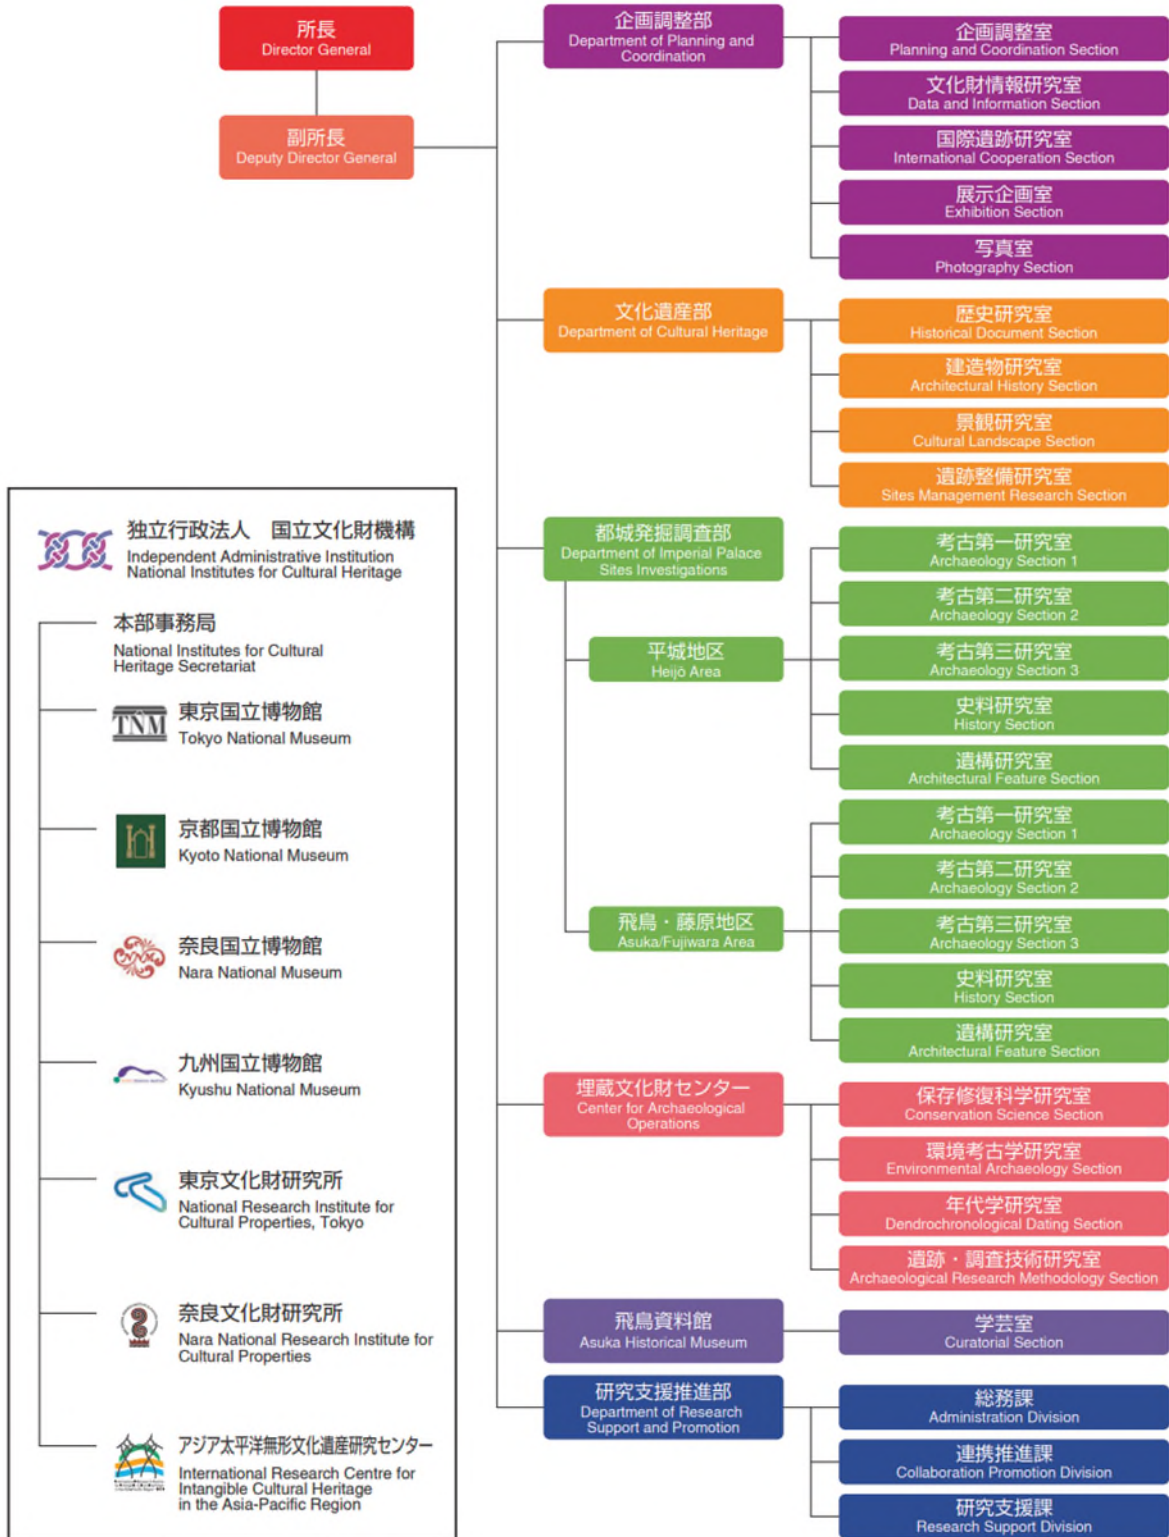 所長
Director General
副所長
Deputy Director General
企画調整部
Department of Planning and
Coordination
企画調整室
Planning and Coordination Section
文化財情報研究室
Data and Information Section
国際遺跡研究室
International Cooperation Section
展示企画室
Exhibition Section
写真室
Photography Section
文化遺産部
Department of Cultural Heritage
歴史研究室
Historical Document Section
建造物研究室
Architectural History Section
景観研究室
Cultural Landscape Section
遺跡整備研究室
Sites Management Research Section
都城発掘調査部
Department of Imperial Palace
Sites Investigations
平城地区
Heijō Area
考古第一研究室
Archaeology Section 1
考古第二研究室
Archaeology Section 2
考古第三研究室
Archaeology Section 3
史料研究室
History Section
遺構研究室
Architectural Feature Section
飛鳥・藤原地区
Asuka/Fujiwara Area
考古第一研究室
Archaeology Section 1
考古第二研究室
Archaeology Section 2
考古第三研究室
Archaeology Section 3
史料研究室
History Section
遺構研究室
Architectural Feature Section
埋蔵文化財センター
Center for Archaeological
Operations
保存修復科学研究室
Conservation Science Section
環境考古学研究室
Environmental Archaeology Section
年代学研究室
Dendrochronological Dating Section
遺跡・調査技術研究室
Archaeological Research Methodology Section
飛鳥資料館
Asuka Historical Museum
学芸室
Curatorial Section
研究支援推進部
Department of Research
Support and Promotion
総務課
Administration Division
連携推進課
Collaboration Promotion Division
研究支援課
Research Support Division
独立行政法人　国立文化財機構
Independent Administrative Institution
National Institutes for Cultural Heritage
本部事務局
National Institutes for Cultural
Heritage Secretariat
TNM
東京国立博物館
Tokyo National Museum
京都国立博物館
Kyoto National Museum
奈良国立博物館
Nara National Museum
九州国立博物館
Kyushu National Museum
東京文化財研究所
National Research Institute for
Cultural Properties, Tokyo
奈良文化財研究所
Nara National Research Institute for
Cultural Properties
アジア太平洋無形文化遺産研究センター
International Research Centre for
Intangible Cultural Heritage
in the Asia-Pacific Region